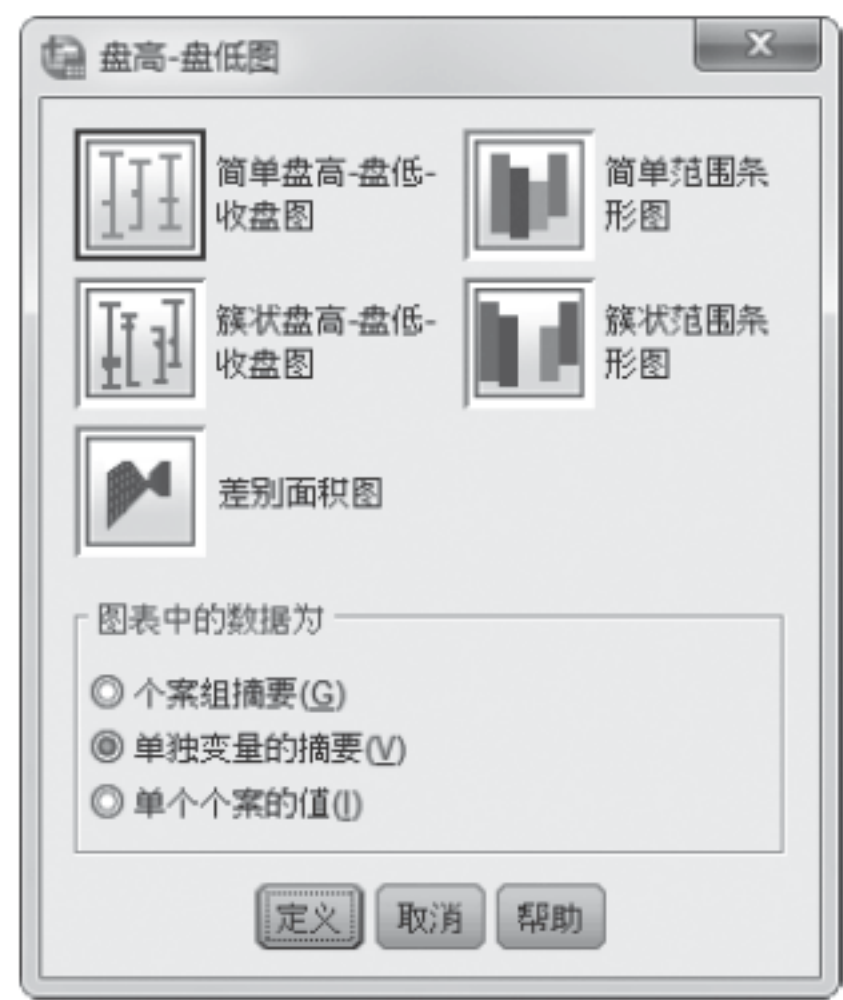 盘高-盘低图
简单盘高-盘低-
收盘图
简单范围条
形图
簇状盘高-盘低-
收盘图
簇状范围条
形图
差别面积图
图表中的数据为
个案组摘要(G)
单独变量的摘要(V)
单个个案的值(I)
定义 取消 帮助